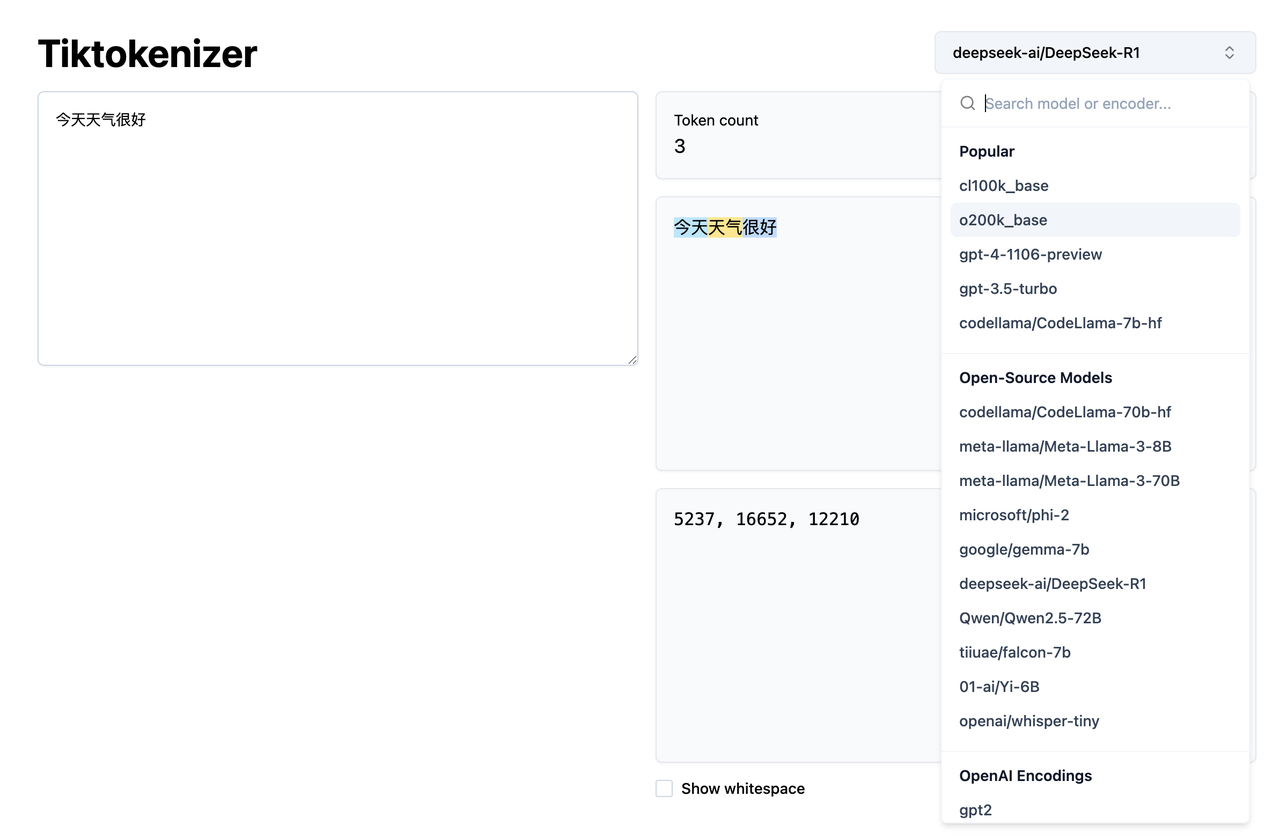 Tiktokenizer
deepseek-ai/DeepSeek-R1
今天天气很好
Token count
3
今天天气很好
5237, 16652, 12210
Show whitespace
Search model or encoder...
Popular
cl100k_base
o200k_base
gpt-4-1106-preview
gpt-3.5-turbo
codellama/CodeLlama-7b-hf
Open-Source Models
codellama/CodeLlama-70b-hf
meta-llama/Meta-Llama-3-8B
meta-llama/Meta-Llama-3-70B
microsoft/phi-2
google/gemma-7b
deepseek-ai/DeepSeek-R1
Qwen/Qwen2.5-72B
tiiuae/falcon-7b
01-ai/Yi-6B
openai/whisper-tiny
OpenAI Encodings
gpt2